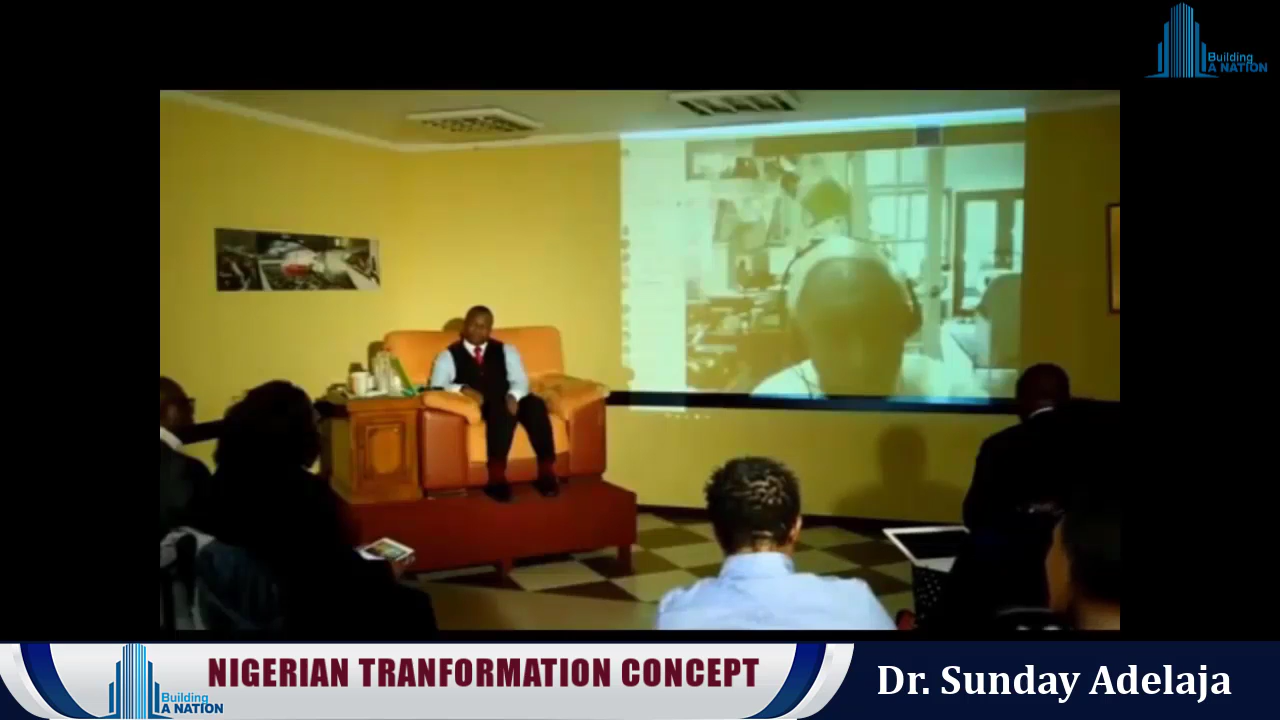 Building
A NATION
NIGERIAN TRANFORMATION CONCEPT
Building
A NATION
Dr. Sunday Adelaja